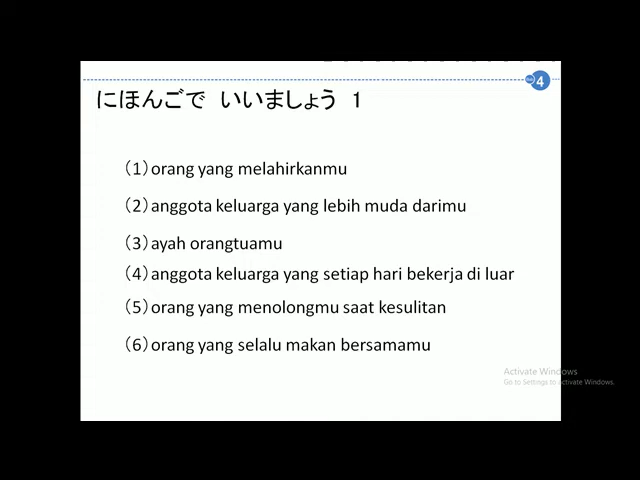 4
にほんごで いいましょう 1
(1)orang yang melahirkanmu
(2)anggota keluarga yang lebih muda darimu
(3)ayah orangtuamu
(4)anggota keluarga yang setiap hari bekerja di luar
(5)orang yang menolongmu saat kesulitan
(6)orang yang selalu makan bersamamu
Activate Windows
Go to Settings to activate Windows.